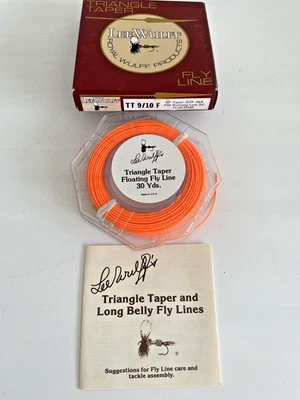 TRIANGLE TAPER
LEE WULFF
ROYAL WULFF PRODUCTS
FLY LINE
TT 9/10 F
Lee Wulff
Triangle Taper
Floating Fly Line
30 Yds.
Made in U.S.A.
Lee Wulff's
Triangle Taper and
Long Belly Fly Lines
®
Suggestions for Fly Line care and
tackle assembly.